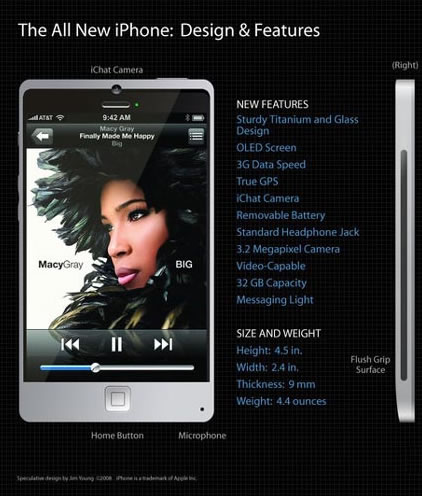 The All New iPhone: Design & Features
iChat Camera
(Right)
AT&T 9:42 AM
Macy Gray
Finally Made Me Happy
Big
MacyGray BIG
Home Button
Microphone
NEW FEATURES
Sturdy Titanium and Glass
Design
OLED Screen
3G Data Speed
True GPS
iChat Camera
Removable Battery
Standard Headphone Jack
3.2 Megapixel Camera
Video-Capable
32 GB Capacity
Messaging Light
SIZE AND WEIGHT
Height: 4.5 in.
Width: 2.4 in.
Thickness: 9 mm
Weight: 4.4 ounces
Flush Grip
Surface
Speculative design by Jim Young ©2008 iPhone is a trademark of Apple Inc.